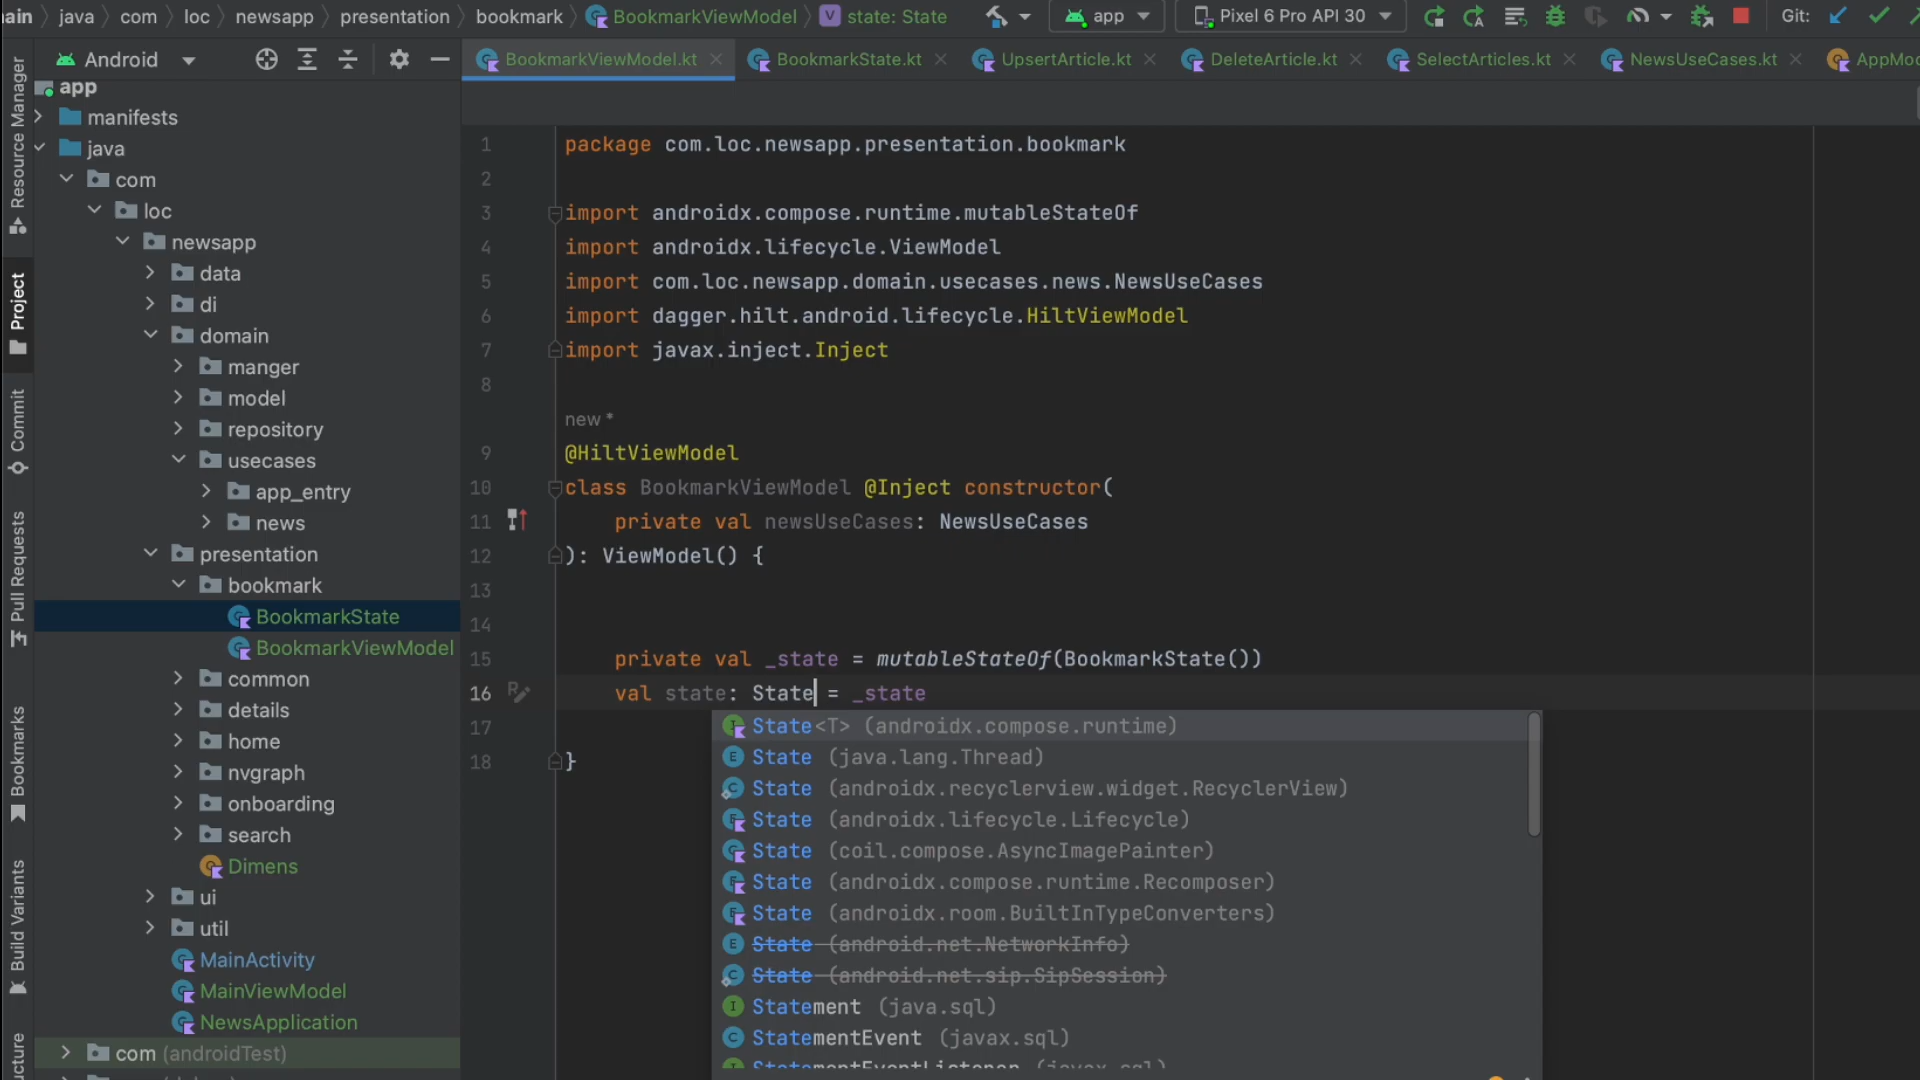 ain java com loc newsapp presentation bookmark BookmarkViewModel state: State app Pixel 6 Pro API 30 Git:
Android
BookmarkViewModel.kt BookmarkState.kt UpsertArticle.kt DeleteArticle.kt SelectArticles.kt NewsUseCases.kt AppMod
Resource Manager
Project
Commit
Pull Requests
Bookmarks
Build Variants
ucture
app
manifests
java
com
loc
newsapp
data
di
domain
manger
model
repository
usecases
app_entry
news
presentation
bookmark
BookmarkState
BookmarkViewModel
common
details
home
nvgraph
onboarding
search
Dimens
ui
util
MainActivity
MainViewModel
NewsApplication
com (androidTest)
1 package com.loc.newsapp.presentation.bookmark
2
3 import androidx.compose.runtime.mutableStateOf
4 import androidx.lifecycle.ViewModel
5 import com.loc.newsapp.domain.usecases.news.NewsUseCases
6 import dagger.hilt.android.lifecycle.HiltViewModel
7 import javax.inject.Inject
8
new *
9 @HiltViewModel
10 class BookmarkViewModel @Inject constructor(
11 private val newsUseCases: NewsUseCases
12 ): ViewModel() {
13
14
15 private val _state = mutableStateOf(BookmarkState())
16 val state: State = _state
17
18 }
State<T> (androidx.compose.runtime)
State (java.lang.Thread)
State (androidx.recyclerview.widget.RecyclerView)
State (androidx.lifecycle.Lifecycle)
State (coil.compose.AsyncImagePainter)
State (androidx.compose.runtime.Recomposer)
State (androidx.room.BuiltInTypeConverters)
State (android.net.NetworkInfo)
State (android.net.sip.SipSession)
Statement (java.sql)
StatementEvent (javax.sql)
StatementEventListener (javax.sql)